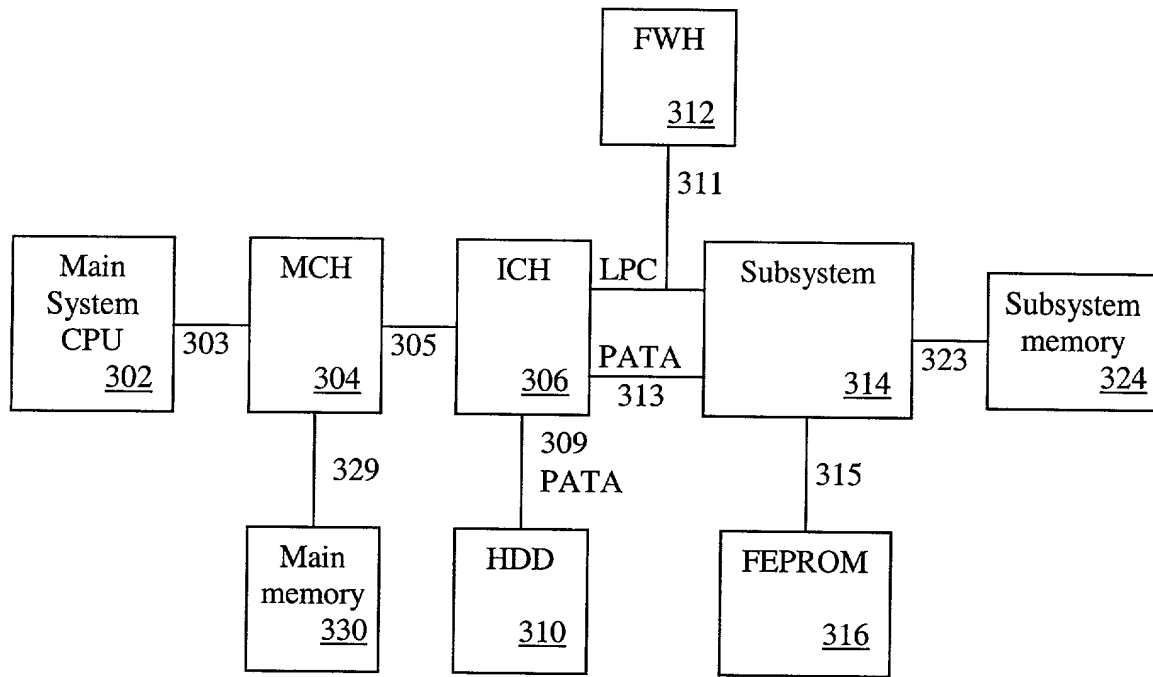 FWH
312
311
Main
System
CPU
302
303
MCH
304
305
ICH
306
LPC
PATA
313
Subsystem
314
323
Subsystem
memory
324
329
309
PATA
315
Main
memory
330
HDD
310
FEPROM
316